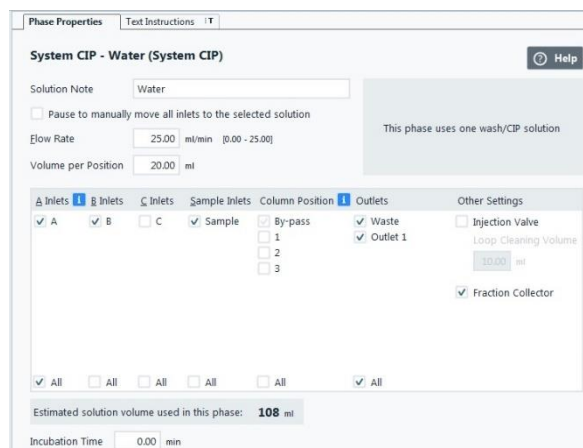 Phase Properties Text Instructions T
System CIP - Water (System CIP)
? Help
Solution Note Water
Pause to manually move all inlets to the selected solution
This phase uses one wash/CIP solution
Flow Rate 25.00 ml/min [0.00 - 25.00]
Volume per Position 20.00 ml
A Inlets i B Inlets C Inlets Sample Inlets Column Position i Outlets Other Settings
A B C Sample By-pass Waste Injection Valve
1 Outlet 1 Loop Cleaning Volume
2 10.00 ml
3
Fraction Collector
All All All All All All
Estimated solution volume used in this phase: 108 ml
Incubation Time 0.00 min